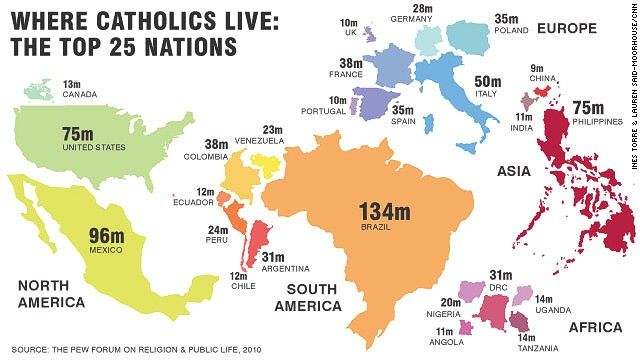 WHERE CATHOLICS LIVE:
THE TOP 25 NATIONS
13m
CANADA
75m
UNITED STATES
96m
MEXICO
NORTH
AMERICA
38m
COLOMBIA
23m
VENEZUELA
12m
ECUADOR
24m
PERU
12m
CHILE
31m
ARGENTINA
134m
BRAZIL
SOUTH
AMERICA
10m
UK
28m
GERMANY
35m
POLAND
EUROPE
38m
FRANCE
10m
PORTUGAL
35m
SPAIN
50m
ITALY
9m
CHINA
11m
INDIA
75m
PHILIPPINES
ASIA
31m
DRC
20m
NIGERIA
14m
UGANDA
11m
ANGOLA
14m
TANZANIA
AFRICA
SOURCE: THE PEW FORUM ON RELIGION & PUBLIC LIFE, 2010
INES TORRE & LAUREN SAID-MOORHOUSE/CNN